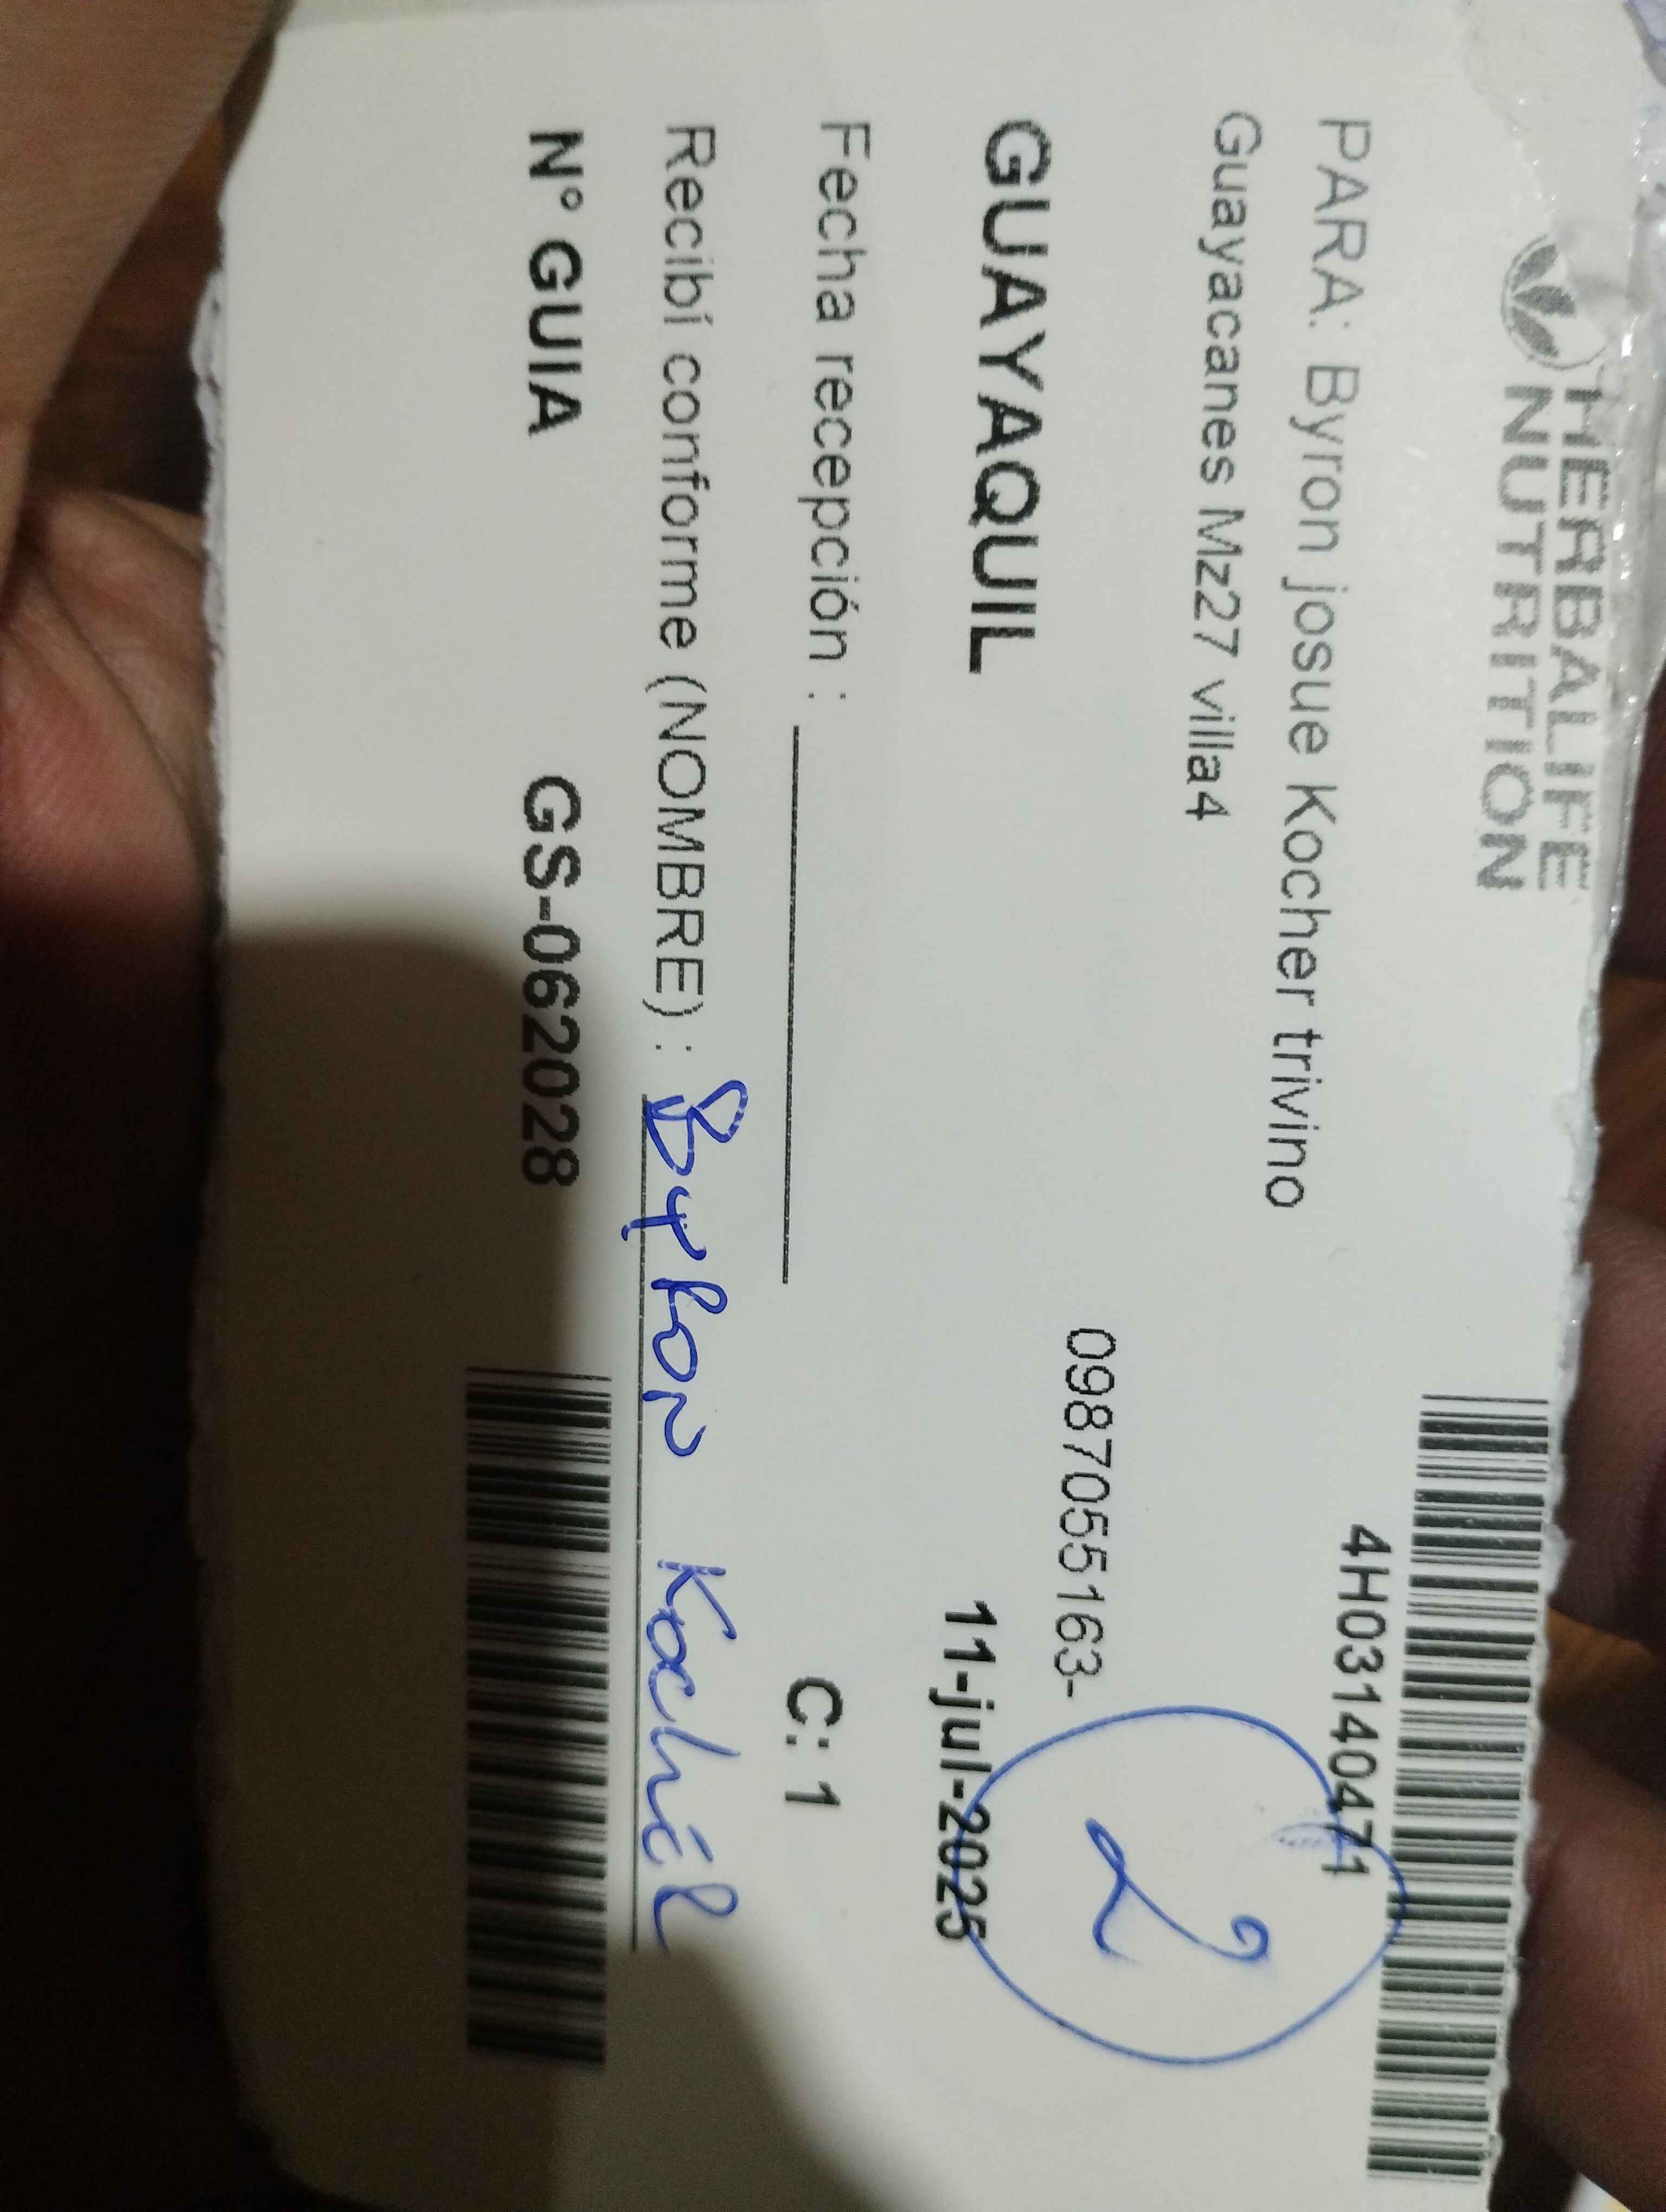 HERBALIFE
NUTRITION
4H03140471
PARA: Byron josue Kocher trivino
Guayacanes Mz27 villa4
2
0987055163-
GUAYAQUIL
11-jul-2025
Fecha recepción :
C: 1
Recibí conforme (NOMBRE) : Byron Kocher
N° GUIA GS-062028